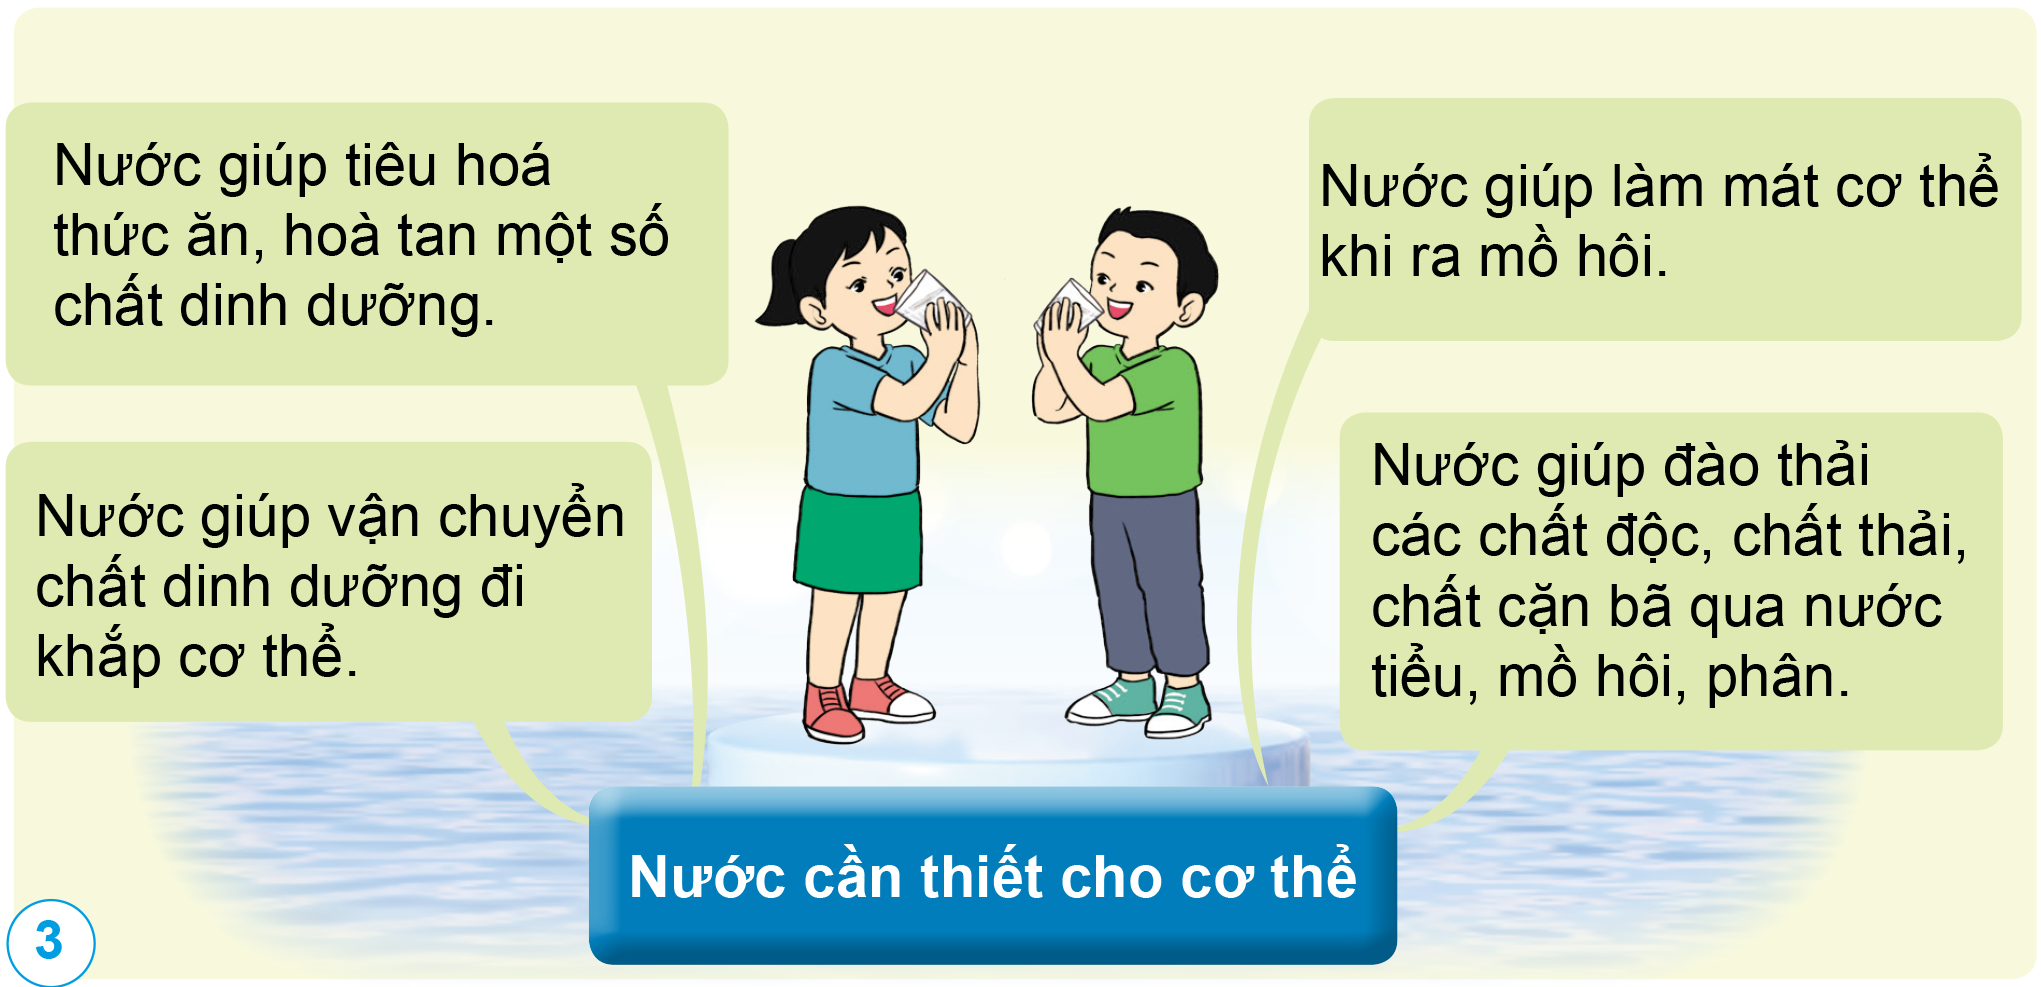 Nước giúp tiêu hoá
thức ăn, hoà tan một số
chất dinh dưỡng.
Nước giúp vận chuyển
chất dinh dưỡng đi
khắp cơ thể.
Nước giúp làm mát cơ thể
khi ra mồ hôi.
Nước giúp đào thải
các chất độc, chất thải,
chất cặn bã qua nước
tiểu, mồ hôi, phân.
Nước cần thiết cho cơ thể
3